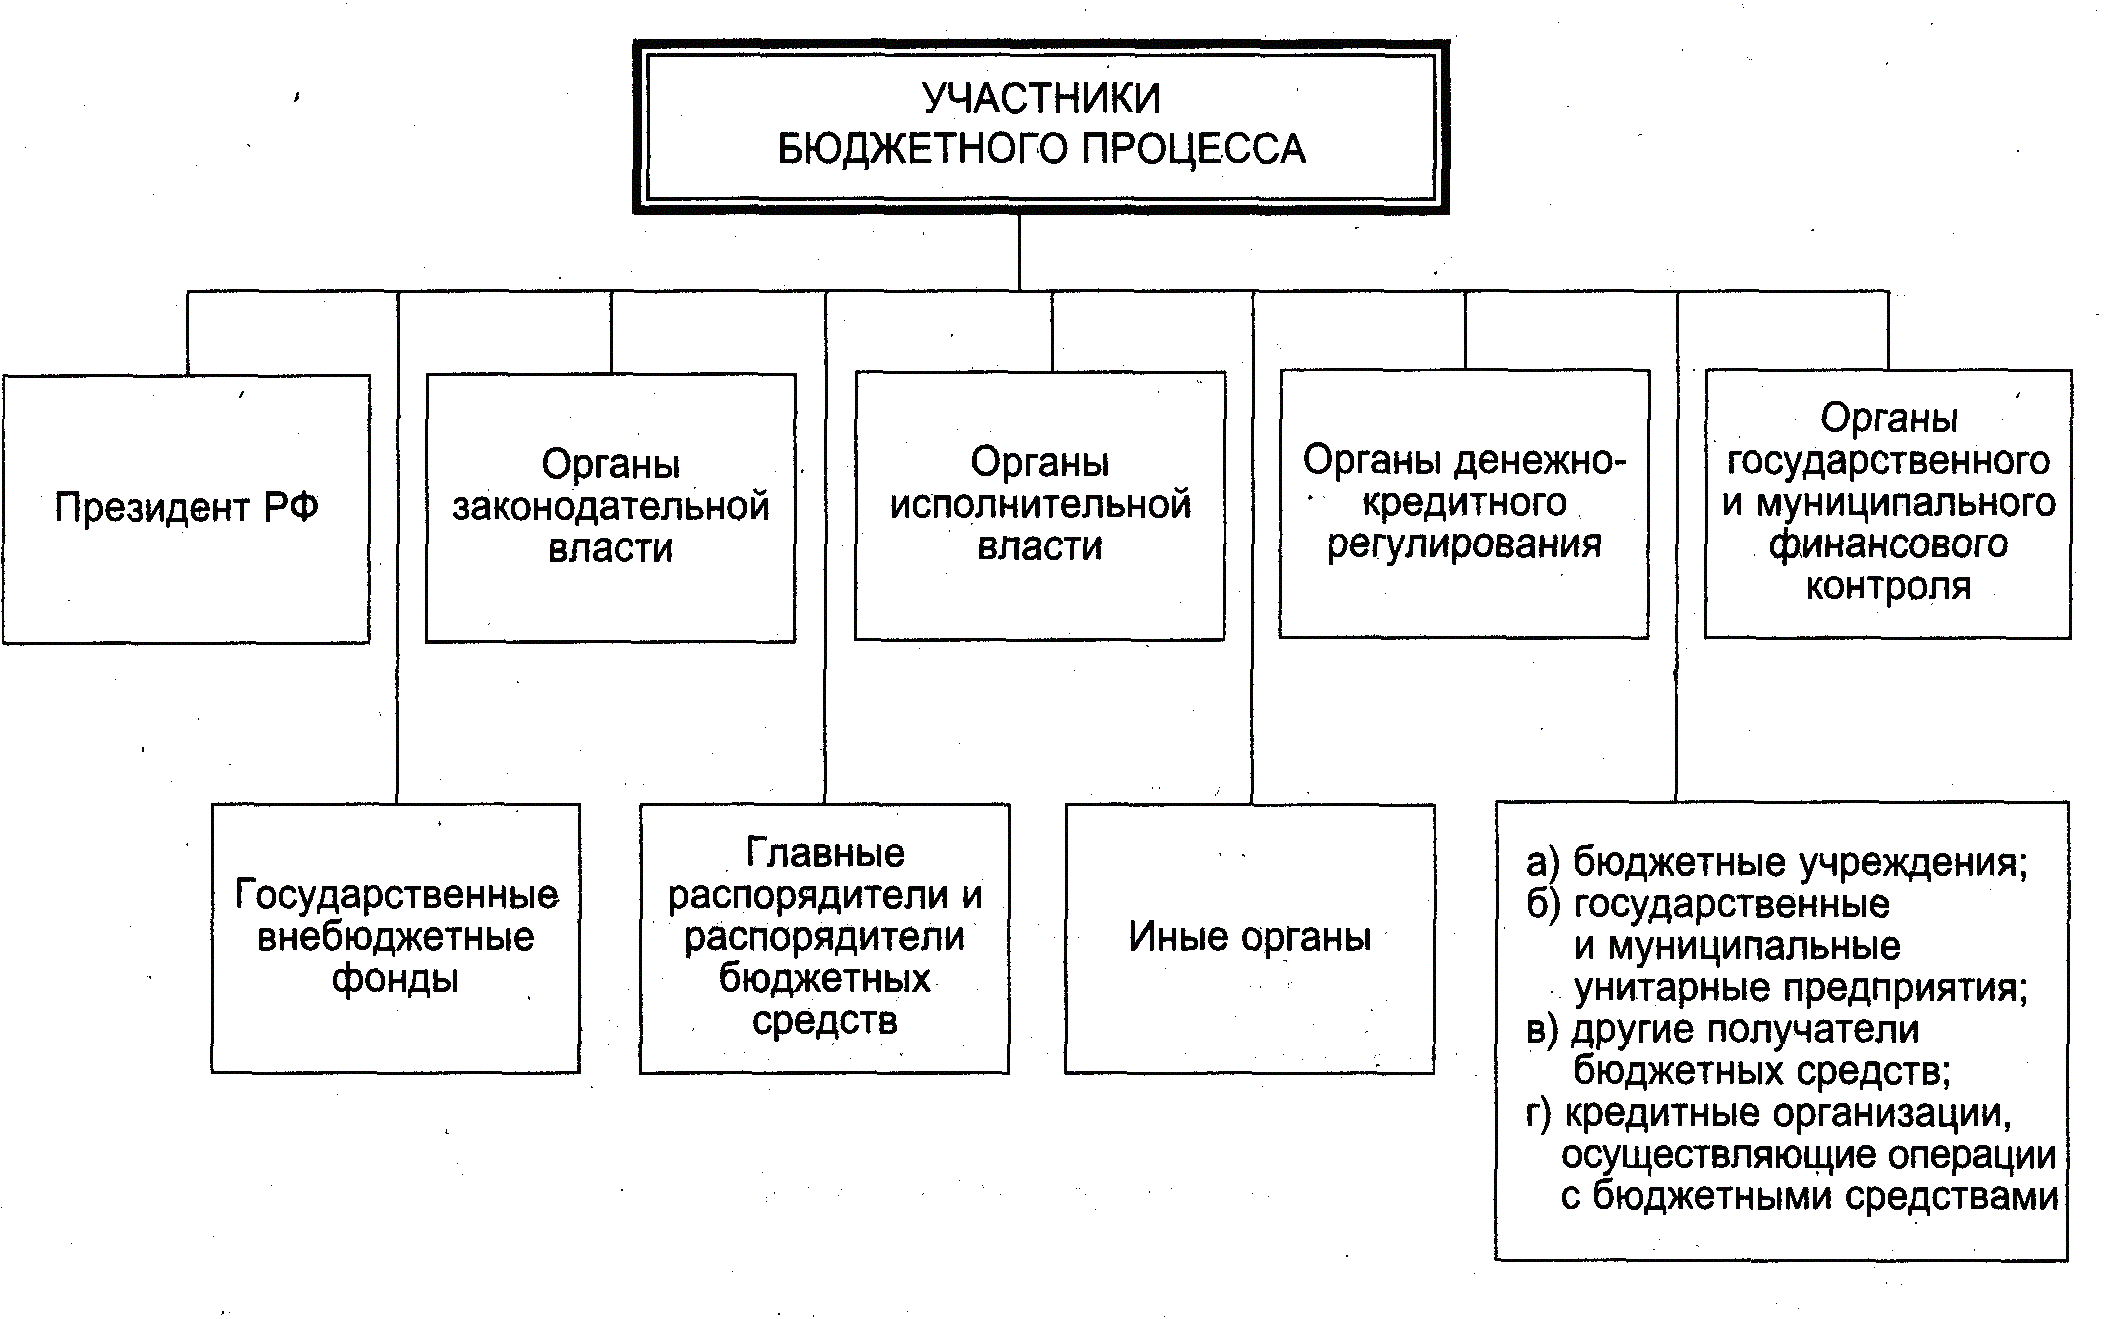 УЧАСТНИКИ
БЮДЖЕТНОГО ПРОЦЕССА
Президент РФ
Органы
законодательной
власти
Органы
исполнительной
власти
Органы денежно-
кредитного
регулирования
Органы
государственного
и муниципального
финансового
контроля
Государственные
внебюджетные
фонды
Главные
распорядители и
распорядители
бюджетных
средств
Иные органы
а) бюджетные учреждения;
б) государственные
и муниципальные
унитарные предприятия;
в) другие получатели
бюджетных средств;
г) кредитные организации,
осуществляющие операции
с бюджетными средствами